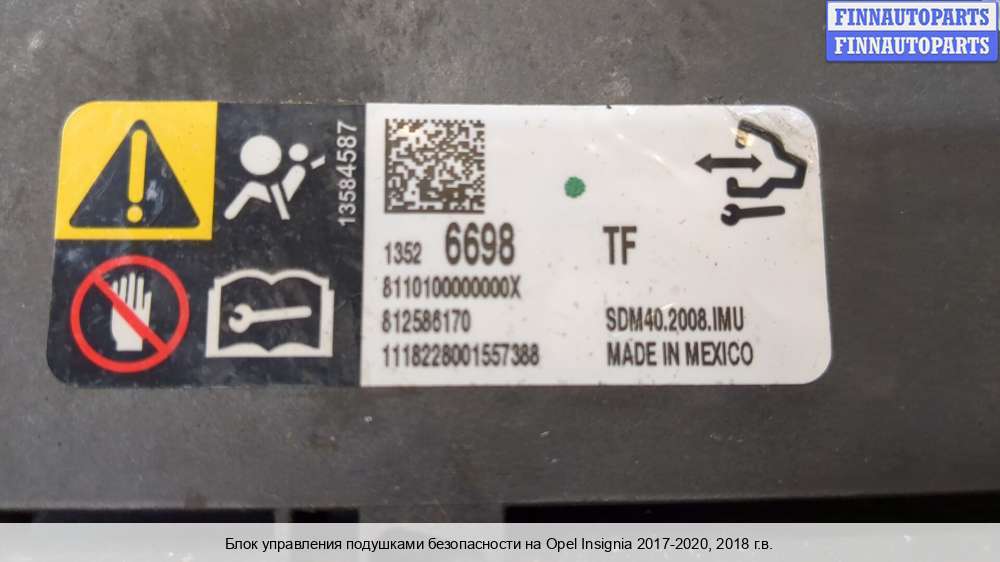 FINNAUTOPARTS
FINNAUTOPARTS
13584587
1352 6698 TF
8110100000000X
812586170 SDM40.2008.IMU
1118228001557388 MADE IN MEXICO
Блок управления подушками безопасности на Opel Insignia 2017-2020, 2018 г.в.